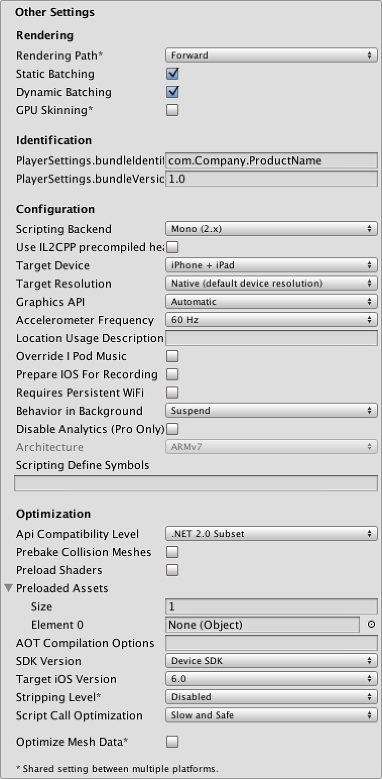 Other Settings
Rendering
Rendering Path* Forward
Static Batching
Dynamic Batching
GPU Skinning*
Identification
PlayerSettings.bundleIdentif com.Company.ProductName
PlayerSettings.bundleVersic 1.0
Configuration
Scripting Backend Mono (2.x)
Use IL2CPP precompiled hea
Target Device iPhone + iPad
Target Resolution Native (default device resolution)
Graphics API Automatic
Accelerometer Frequency 60 Hz
Location Usage Description
Override I Pod Music
Prepare IOS For Recording
Requires Persistent WiFi
Behavior in Background Suspend
Disable Analytics (Pro Only)
Architecture ARMv7
Scripting Define Symbols
Optimization
Api Compatibility Level .NET 2.0 Subset
Prebake Collision Meshes
Preload Shaders
Preloaded Assets
Size 1
Element 0 None (Object)
AOT Compilation Options
SDK Version Device SDK
Target iOS Version 6.0
Stripping Level* Disabled
Script Call Optimization Slow and Safe
Optimize Mesh Data*
* Shared setting between multiple platforms.